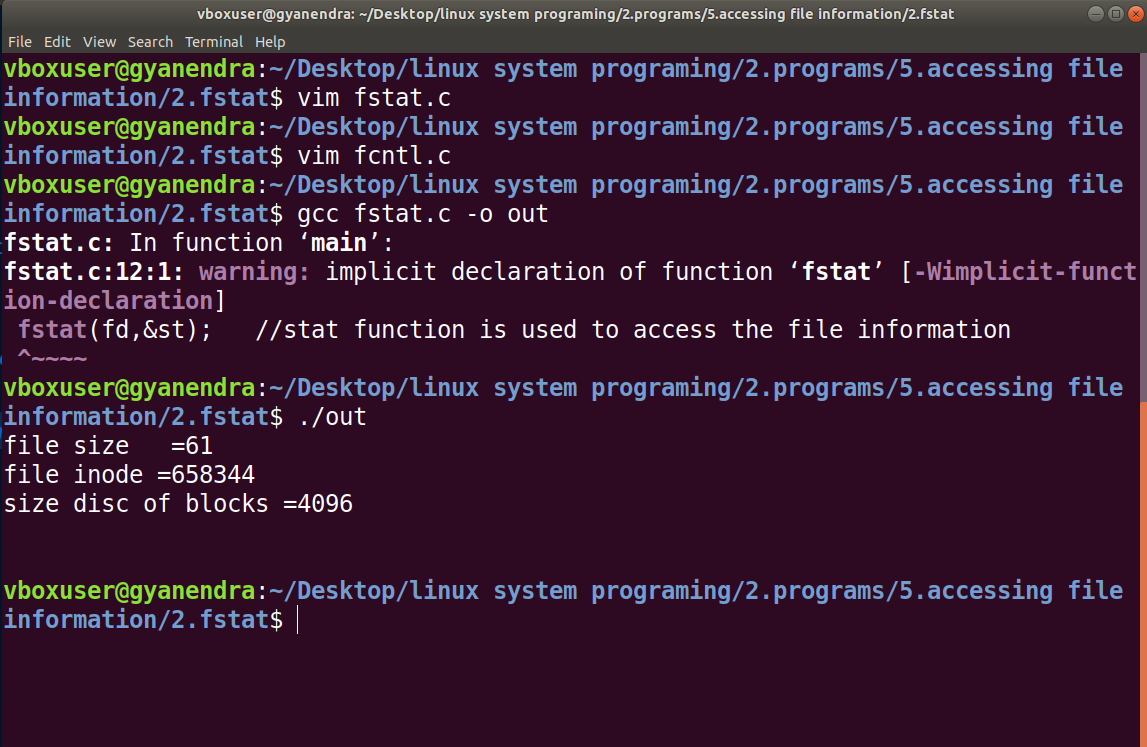 vboxuser@gyanendra: ~/Desktop/linux system programing/2.programs/5.accessing file information/2.fstat
File Edit View Search Terminal Help
vboxuser@gyanendra:~/Desktop/linux system programing/2.programs/5.accessing file
information/2.fstat$ vim fstat.c
vboxuser@gyanendra:~/Desktop/linux system programing/2.programs/5.accessing file
information/2.fstat$ vim fcntl.c
vboxuser@gyanendra:~/Desktop/linux system programing/2.programs/5.accessing file
information/2.fstat$ gcc fstat.c -o out
fstat.c: In function ‘main’:
fstat.c:12:1: warning: implicit declaration of function ‘fstat’ [-Wimplicit-funct
ion-declaration]
 fstat(fd,&st);   //stat function is used to access the file information
 ^~~~~
vboxuser@gyanendra:~/Desktop/linux system programing/2.programs/5.accessing file
information/2.fstat$ ./out
file size   =61
file inode =658344
size disc of blocks =4096
vboxuser@gyanendra:~/Desktop/linux system programing/2.programs/5.accessing file
information/2.fstat$